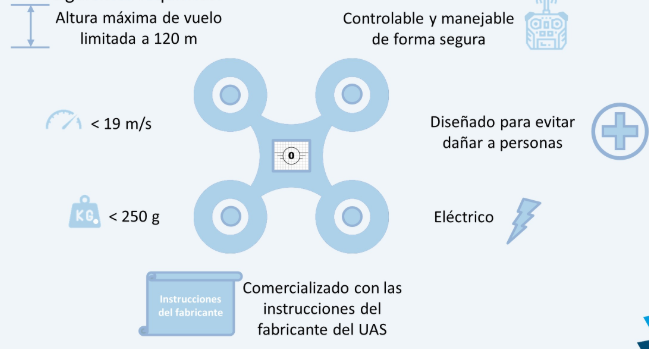 Altura máxima de vuelo
limitada a 120 m
Controlable y manejable
de forma segura
< 19 m/s
0
Diseñado para evitar
dañar a personas
KG.
< 250 g
Eléctrico
Instrucciones
del fabricante
Comercializado con las
instrucciones del
fabricante del UAS